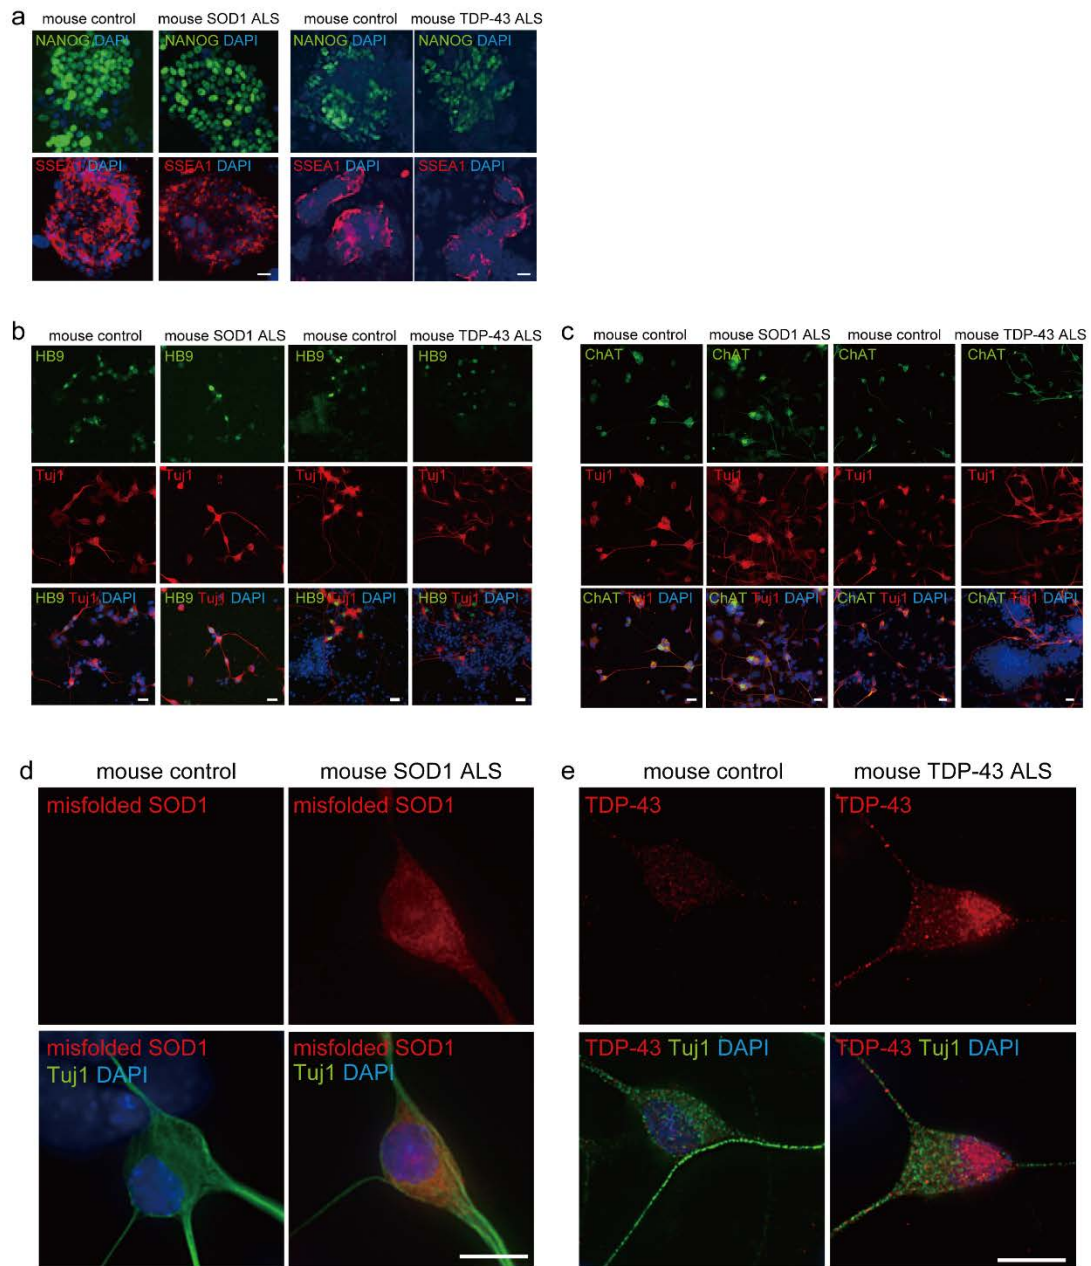 a
mouse control mouse SOD1 ALS mouse control mouse TDP-43 ALS
NANOG DAPI NANOG DAPI NANOG DAPI NANOG DAPI
SSEA1 DAPI SSEA1 DAPI SSEA1 DAPI SSEA1 DAPI
b
mouse control mouse SOD1 ALS mouse control mouse TDP-43 ALS
HB9 HB9 HB9 HB9
Tuj1 Tuj1 Tuj1 Tuj1
HB9 Tuj1 DAPI HB9 Tuj1 DAPI HB9 Tuj1 DAPI HB9 Tuj1 DAPI
c
mouse control mouse SOD1 ALS mouse control mouse TDP-43 ALS
ChAT ChAT ChAT ChAT
Tuj1 Tuj1 Tuj1 Tuj1
ChAT Tuj1 DAPI ChAT Tuj1 DAPI ChAT Tuj1 DAPI ChAT Tuj1 DAPI
d
mouse control mouse SOD1 ALS
misfolded SOD1 misfolded SOD1
misfolded SOD1 misfolded SOD1
Tuj1 DAPI Tuj1 DAPI
e
mouse control mouse TDP-43 ALS
TDP-43 TDP-43
TDP-43 Tuj1 DAPI TDP-43 Tuj1 DAPI